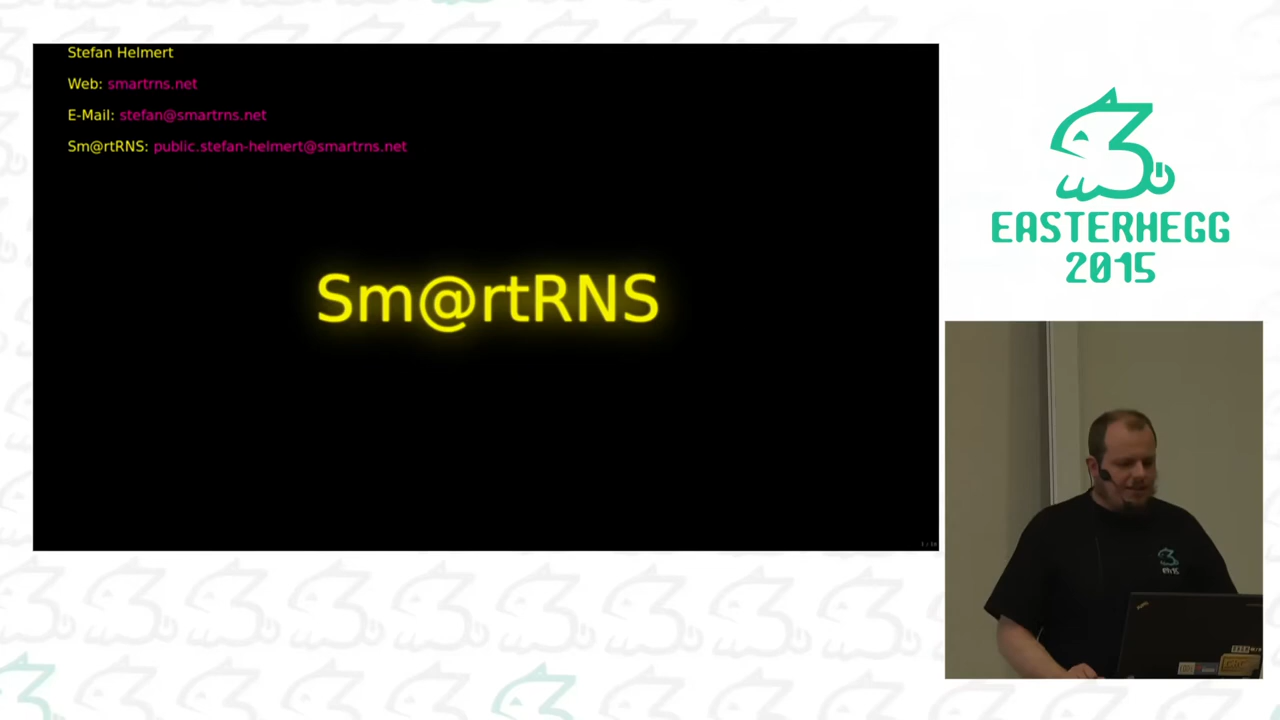 Stefan Helmert
Web: smartrns.net
E-Mail: stefan@smartrns.net
Sm@rtRNS: public.stefan-helmert@smartrns.net
Sm@rtRNS
EASTERHEGG
2015